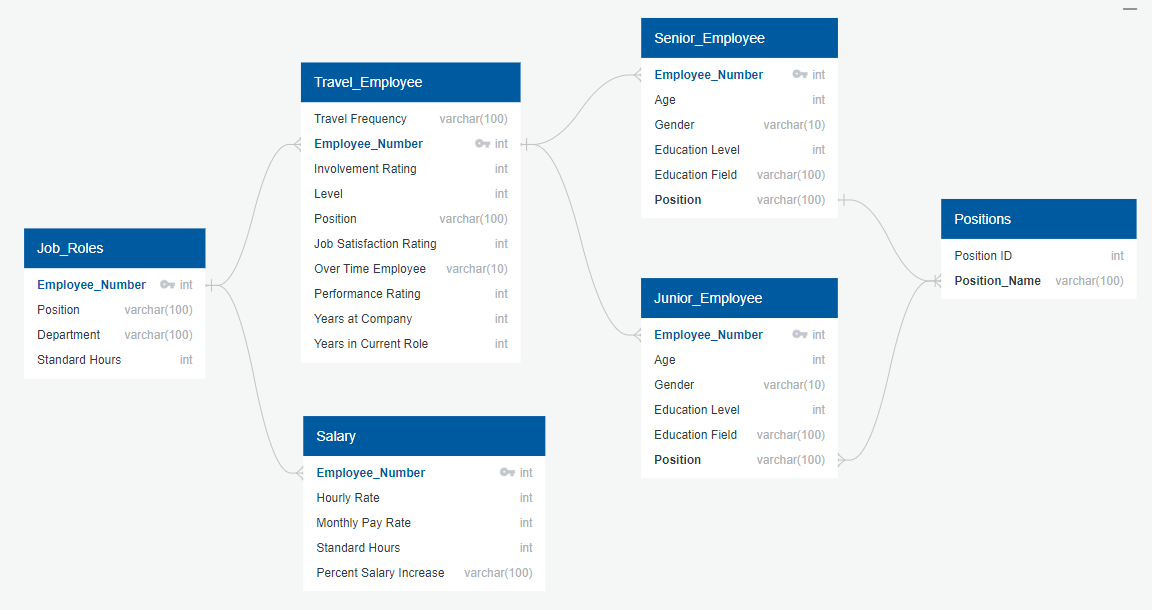 Job_Roles
Employee_Number int
Position varchar(100)
Department varchar(100)
Standard Hours int
Travel_Employee
Travel Frequency varchar(100)
Employee_Number int
Involvement Rating int
Level int
Position varchar(100)
Job Satisfaction Rating int
Over Time Employee varchar(10)
Performance Rating int
Years at Company int
Years in Current Role int
Salary
Employee_Number int
Hourly Rate int
Monthly Pay Rate int
Standard Hours int
Percent Salary Increase varchar(100)
Senior_Employee
Employee_Number int
Age int
Gender varchar(10)
Education Level int
Education Field varchar(100)
Position varchar(100)
Junior_Employee
Employee_Number int
Age int
Gender varchar(10)
Education Level int
Education Field varchar(100)
Position varchar(100)
Positions
Position ID int
Position_Name varchar(100)